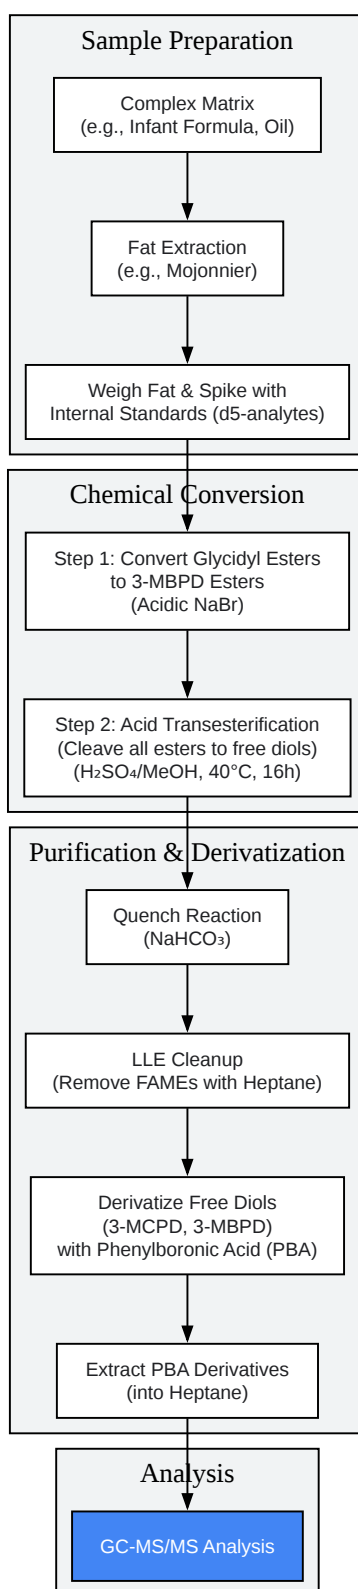 Sample Preparation
Complex Matrix
(e.g., Infant Formula, Oil)
Fat Extraction
(e.g., Mojonnier)
Weigh Fat & Spike with
Internal Standards (d5-analytes)
Chemical Conversion
Step 1: Convert Glycidyl Esters
to 3-MBPD Esters
(Acidic NaBr)
Step 2: Acid Transesterification
(Cleave all esters to free diols)
(H₂SO₄/MeOH, 40°C, 16h)
Purification & Derivatization
Quench Reaction
(NaHCO₃)
LLE Cleanup
(Remove FAMEs with Heptane)
Derivatize Free Diols
(3-MCPD, 3-MBPD)
with Phenylboronic Acid (PBA)
Extract PBA Derivatives
(into Heptane)
Analysis
GC-MS/MS Analysis